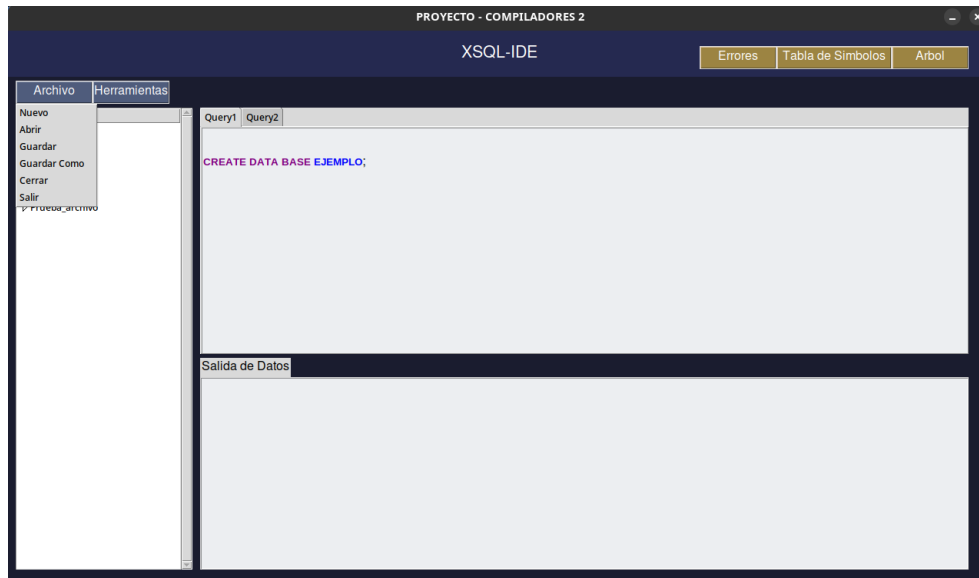 PROYECTO - COMPILADORES 2
XSQL-IDE
Errores Tabla de Simbolos Arbol
Archivo Herramientas
Nuevo
Abrir
Guardar
Guardar Como
Cerrar
Salir
Prueba_archivo
Query1 Query2
CREATE DATA BASE EJEMPLO;
Salida de Datos